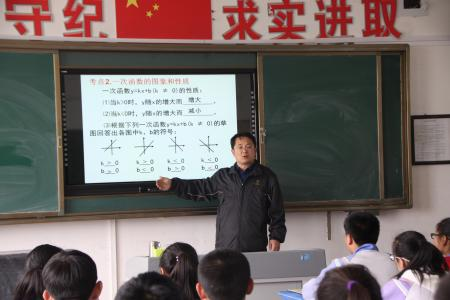 守纪 求实进取
考点2.一次函数的图象和性质
一次函数y=kx+b(k ≠ 0)的性质:
(1)当k>0时，y随x的增大而 增大 ，
(2)当k<0时，y随x的增大而 减小 ，
(3)根据下列一次函数y=kx+b(k ≠ 0)的草
图回答出各图中k、b的符号:
k > 0 k > 0 k < 0 k < 0
b > 0 b < 0 b > 0 b < 0